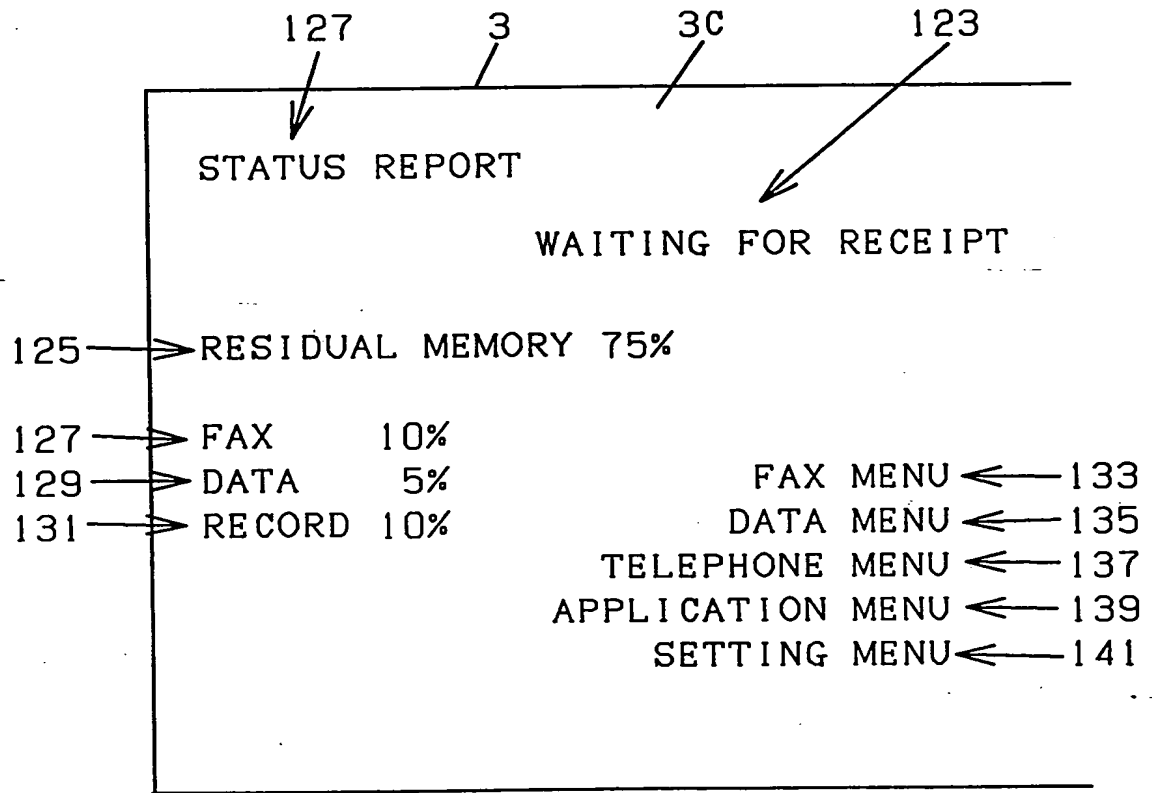 127 3 3C 123
STATUS REPORT
WAITING FOR RECEIPT
125 RESIDUAL MEMORY 75%
127 FAX 10%
129 DATA 5%
FAX MENU 133
131 RECORD 10%
DATA MENU 135
TELEPHONE MENU 137
APPLICATION MENU 139
SETTING MENU 141